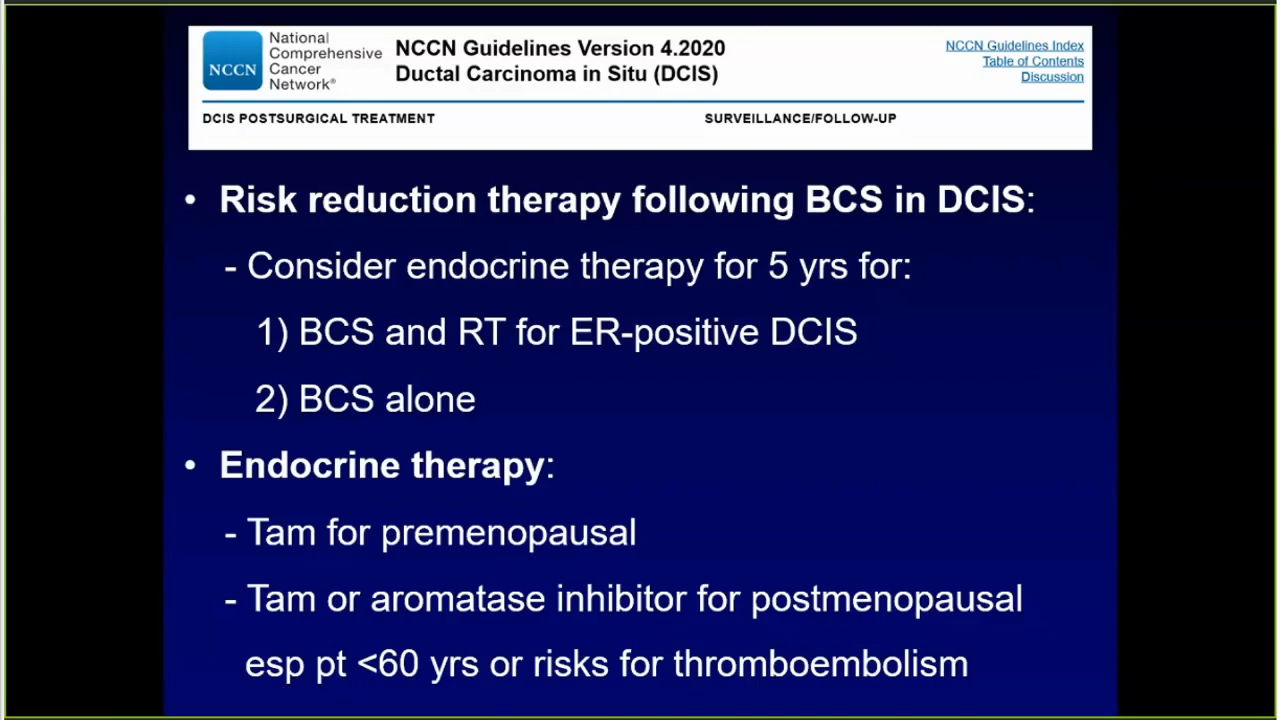 National
Comprehensive
Cancer
Network®
NCCN
NCCN Guidelines Version 4.2020
Ductal Carcinoma in Situ (DCIS)
NCCN Guidelines Index
Table of Contents
Discussion
DCIS POSTSURGICAL TREATMENT
SURVEILLANCE/FOLLOW-UP
• Risk reduction therapy following BCS in DCIS:
- Consider endocrine therapy for 5 yrs for:
1) BCS and RT for ER-positive DCIS
2) BCS alone
• Endocrine therapy:
- Tam for premenopausal
- Tam or aromatase inhibitor for postmenopausal
esp pt <60 yrs or risks for thromboembolism